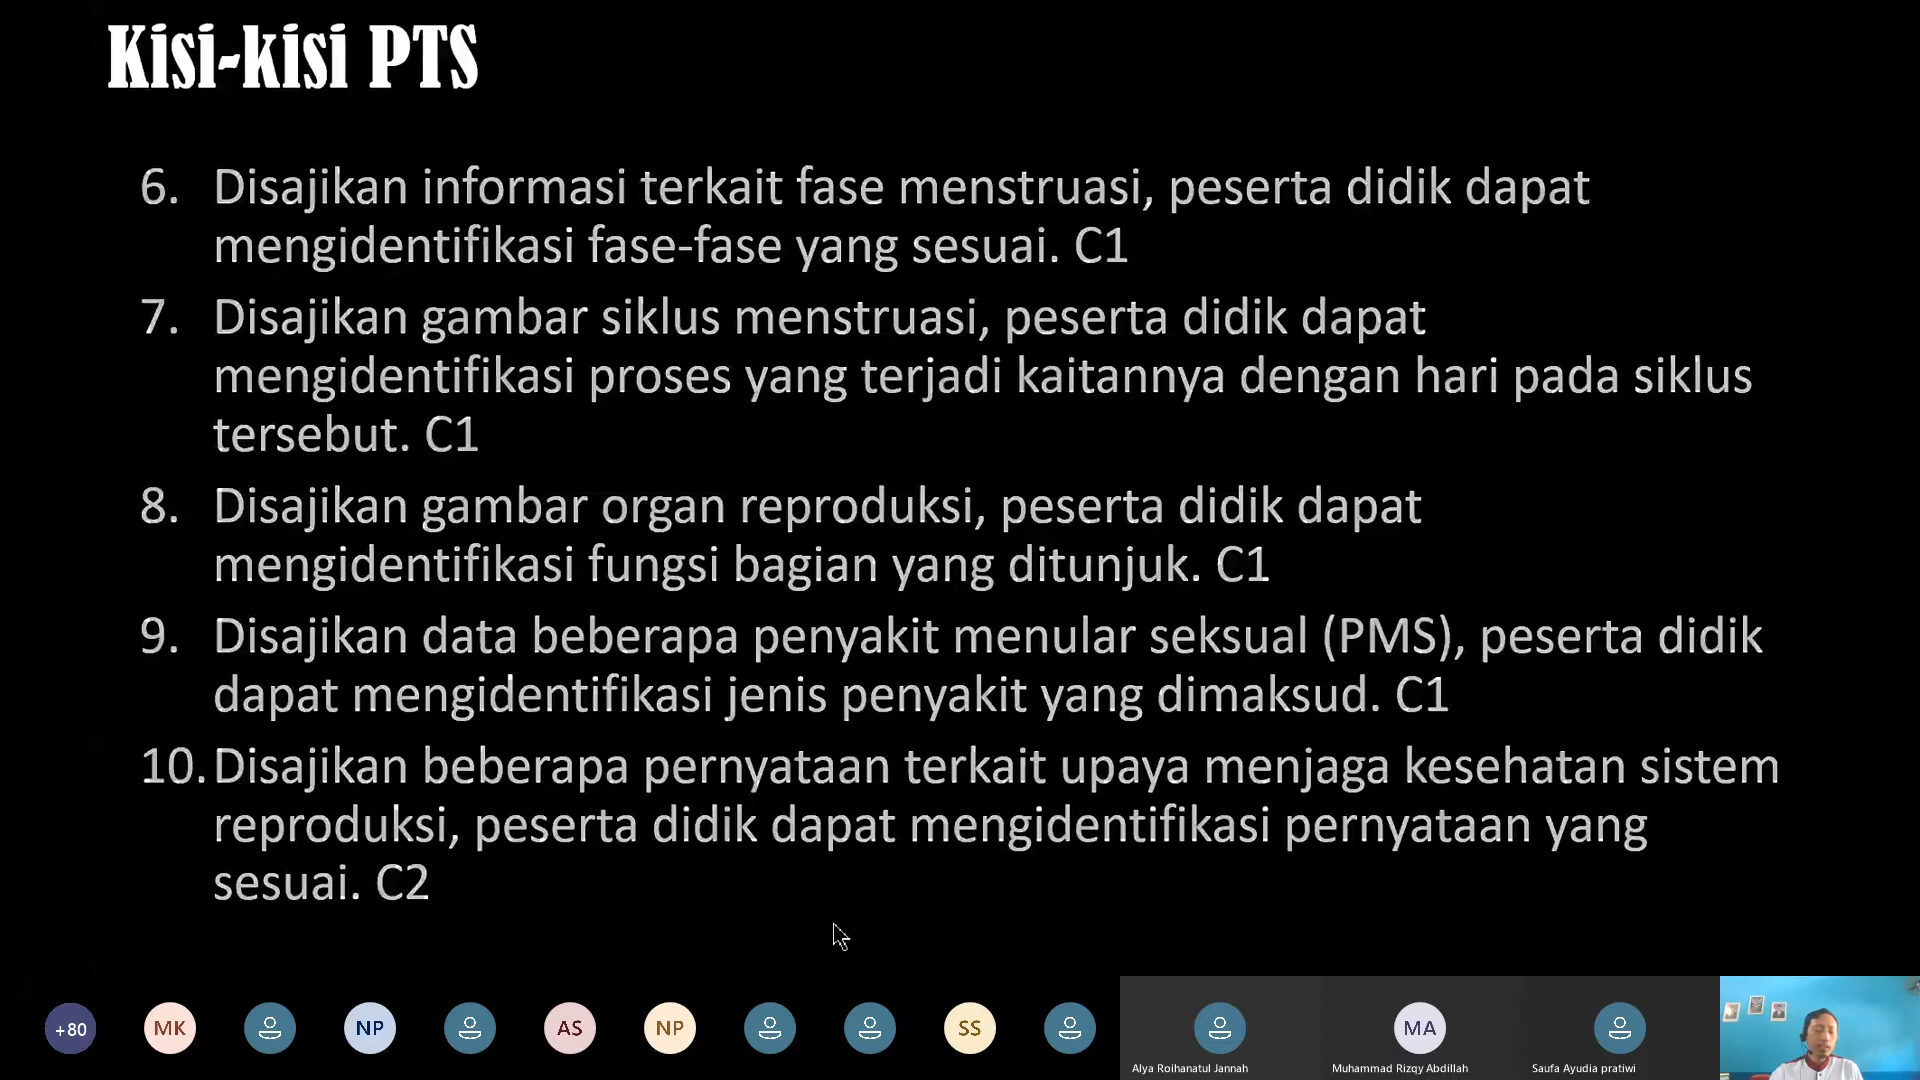 Kisi-kisi PTS
6. Disajikan informasi terkait fase menstruasi, peserta didik dapat
mengidentifikasi fase-fase yang sesuai. C1
7. Disajikan gambar siklus menstruasi, peserta didik dapat
mengidentifikasi proses yang terjadi kaitannya dengan hari pada siklus
tersebut. C1
8. Disajikan gambar organ reproduksi, peserta didik dapat
mengidentifikasi fungsi bagian yang ditunjuk. C1
9. Disajikan data beberapa penyakit menular seksual (PMS), peserta didik
dapat mengidentifikasi jenis penyakit yang dimaksud. C1
10. Disajikan beberapa pernyataan terkait upaya menjaga kesehatan sistem
reproduksi, peserta didik dapat mengidentifikasi pernyataan yang
sesuai. C2
+80 MK NP AS NP SS MA
Alya Roihanatul Jannah Muhammad Rizqy Abdillah Saufa Ayudia pratiwi